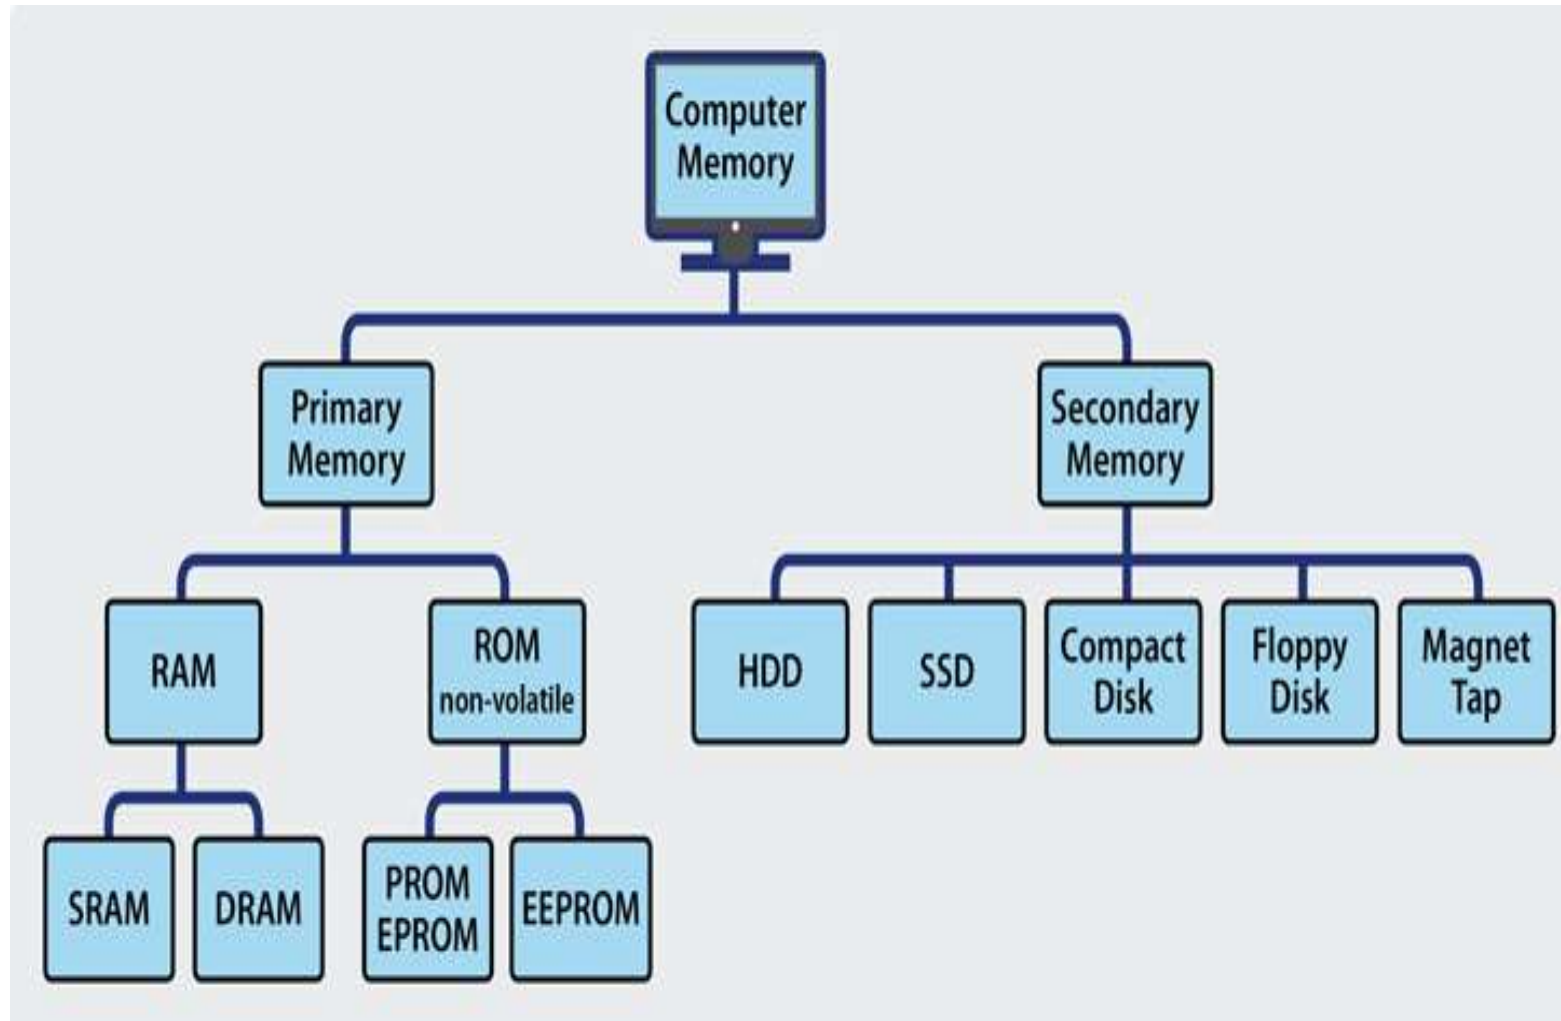 Computer
Memory
Primary
Memory
Secondary
Memory
RAM
ROM
non-volatile
HDD
SSD
Compact
Disk
Floppy
Disk
Magnet
Tap
SRAM
DRAM
PROM
EPROM
EEPROM